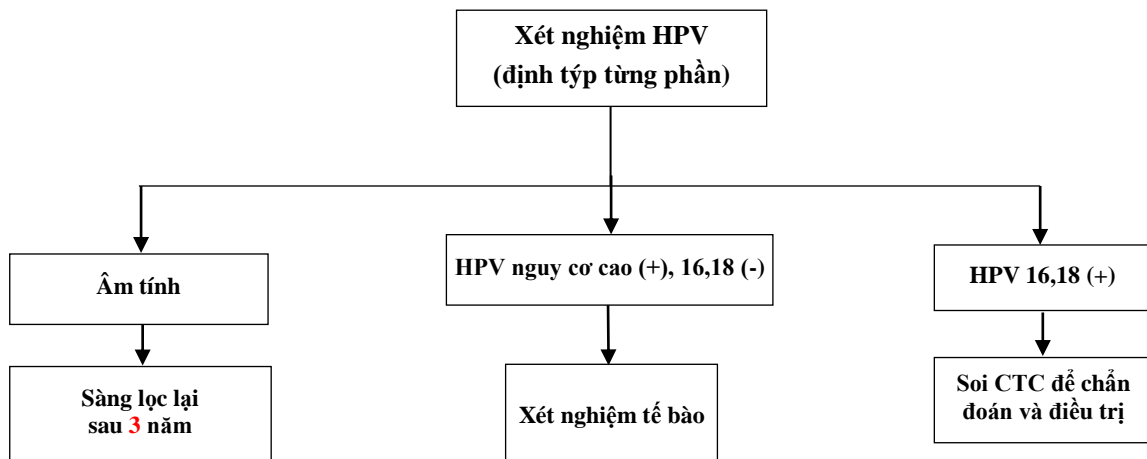 Xét nghiệm HPV
(định týp từng phần)
Âm tính
HPV nguy cơ cao (+), 16,18 (-)
HPV 16,18 (+)
Sàng lọc lại
sau 3 năm
Xét nghiệm tế bào
Soi CTC để chẩn
đoán và điều trị